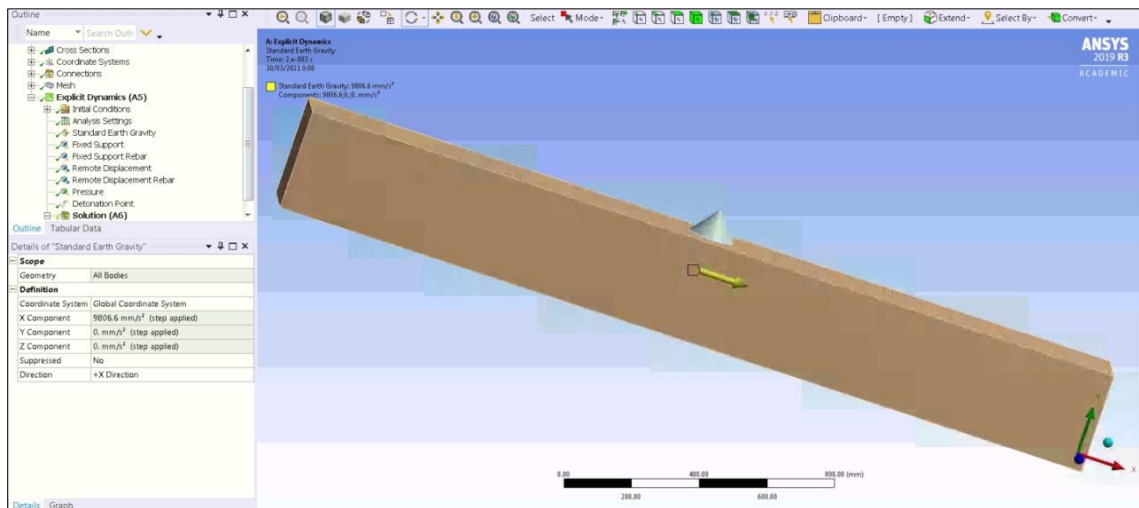 Outline
Select
Mode-
Clipboard-
[ Empty ]
Extend-
Select By-
Convert-
Name
Search Outli
Cross Sections
Coordinate Systems
Connections
Mesh
Explicit Dynamics (A5)
Initial Conditions
Analysis Settings
Standard Earth Gravity
Fixed Support
Fixed Support Rebar
Remote Displacement
Remote Displacement Rebar
Pressure
Detonation Point
Solution (A6)
Outline Tabular Data
Details of "Standard Earth Gravity"
Scope
Geometry All Bodies
Definition
Coordinate System Global Coordinate System
X Component 9806.6 mm/s² (step applied)
Y Component 0. mm/s² (step applied)
Z Component 0. mm/s² (step applied)
Suppressed No
Direction +X Direction
Details Graph
A: Explicit Dynamics
Standard Earth Gravity
Time: 2.e-003 s
30/03/2021 0:08
Standard Earth Gravity: 9806.6 mm/s²
Components: 9806.6;0.;0. mm/s²
ANSYS
2019 R3
ACADEMIC
Y
X
0.00 400.00 800.00 (mm)
200.00 600.00